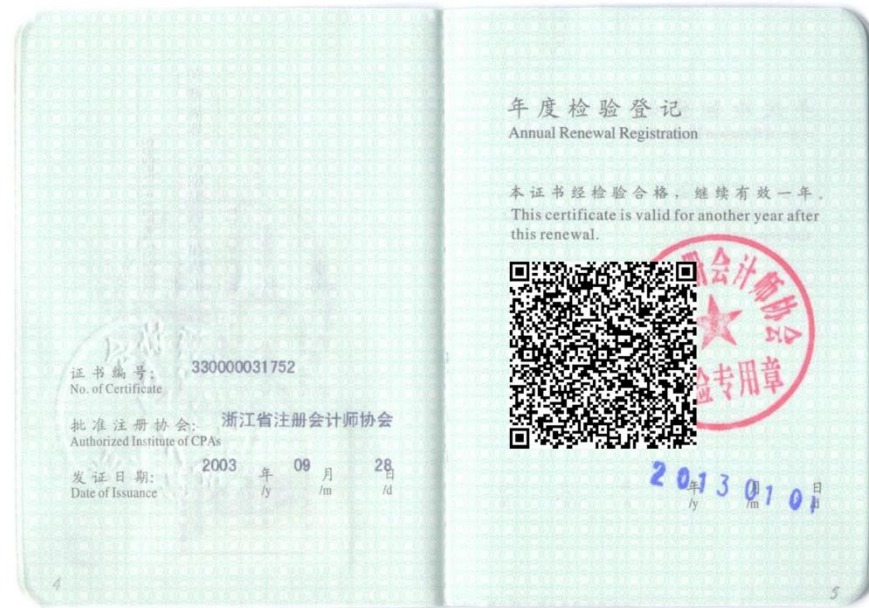 证书编号: 330000031752
No. of Certificate
批准注册协会: 浙江省注册会计师协会
Authorized Institute of CPAs
发证日期: 2003 年 09 月 28 日
Date of Issuance /y /m /d
4
年度检验登记
Annual Renewal Registration
本证书经检验合格，继续有效一年。
This certificate is valid for another year after
this renewal.
册会计师协会
验专用章
2013 年 01 月 01 日
/y /m /d
5